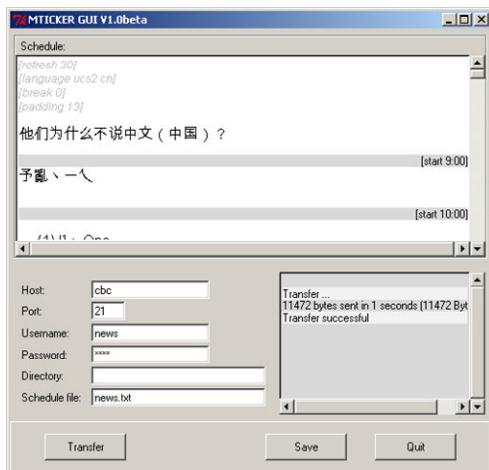 MTICKER GUI V1.0beta
Schedule:
[refresh 30]
[language ucs2 cn]
[break 0]
[padding 13]
他们为什么不说中文（中国）？
[start 9:00]
予亂丶一乀
[start 10:00]
Host: cbc
Port: 21
Username: news
Password: ****
Directory:
Schedule file: news.txt
Transfer ...
11472 bytes sent in 1 seconds (11472 Byt
Transfer successful
Transfer
Save
Quit